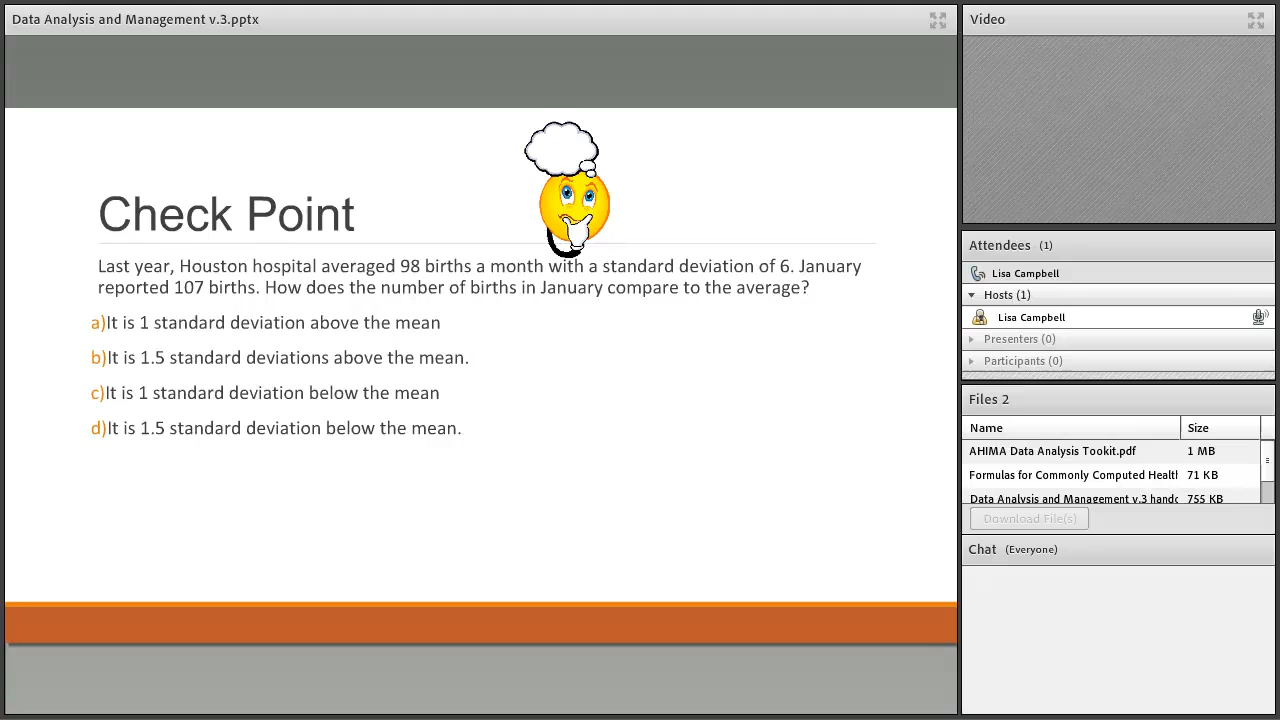 Data Analysis and Management v.3.pptx
Check Point
Last year, Houston hospital averaged 98 births a month with a standard deviation of 6. January
reported 107 births. How does the number of births in January compare to the average?
a)It is 1 standard deviation above the mean
b)It is 1.5 standard deviations above the mean.
c)It is 1 standard deviation below the mean
d)It is 1.5 standard deviation below the mean.
Video
Attendees (1)
Lisa Campbell
Hosts (1)
Lisa Campbell
Presenters (0)
Participants (0)
Files 2
Name Size
AHIMA Data Analysis Tookit.pdf 1 MB
Formulas for Commonly Computed Healtl 71 KB
Data Analysis and Management v.3 handc 755 KB
Download File(s)
Chat (Everyone)